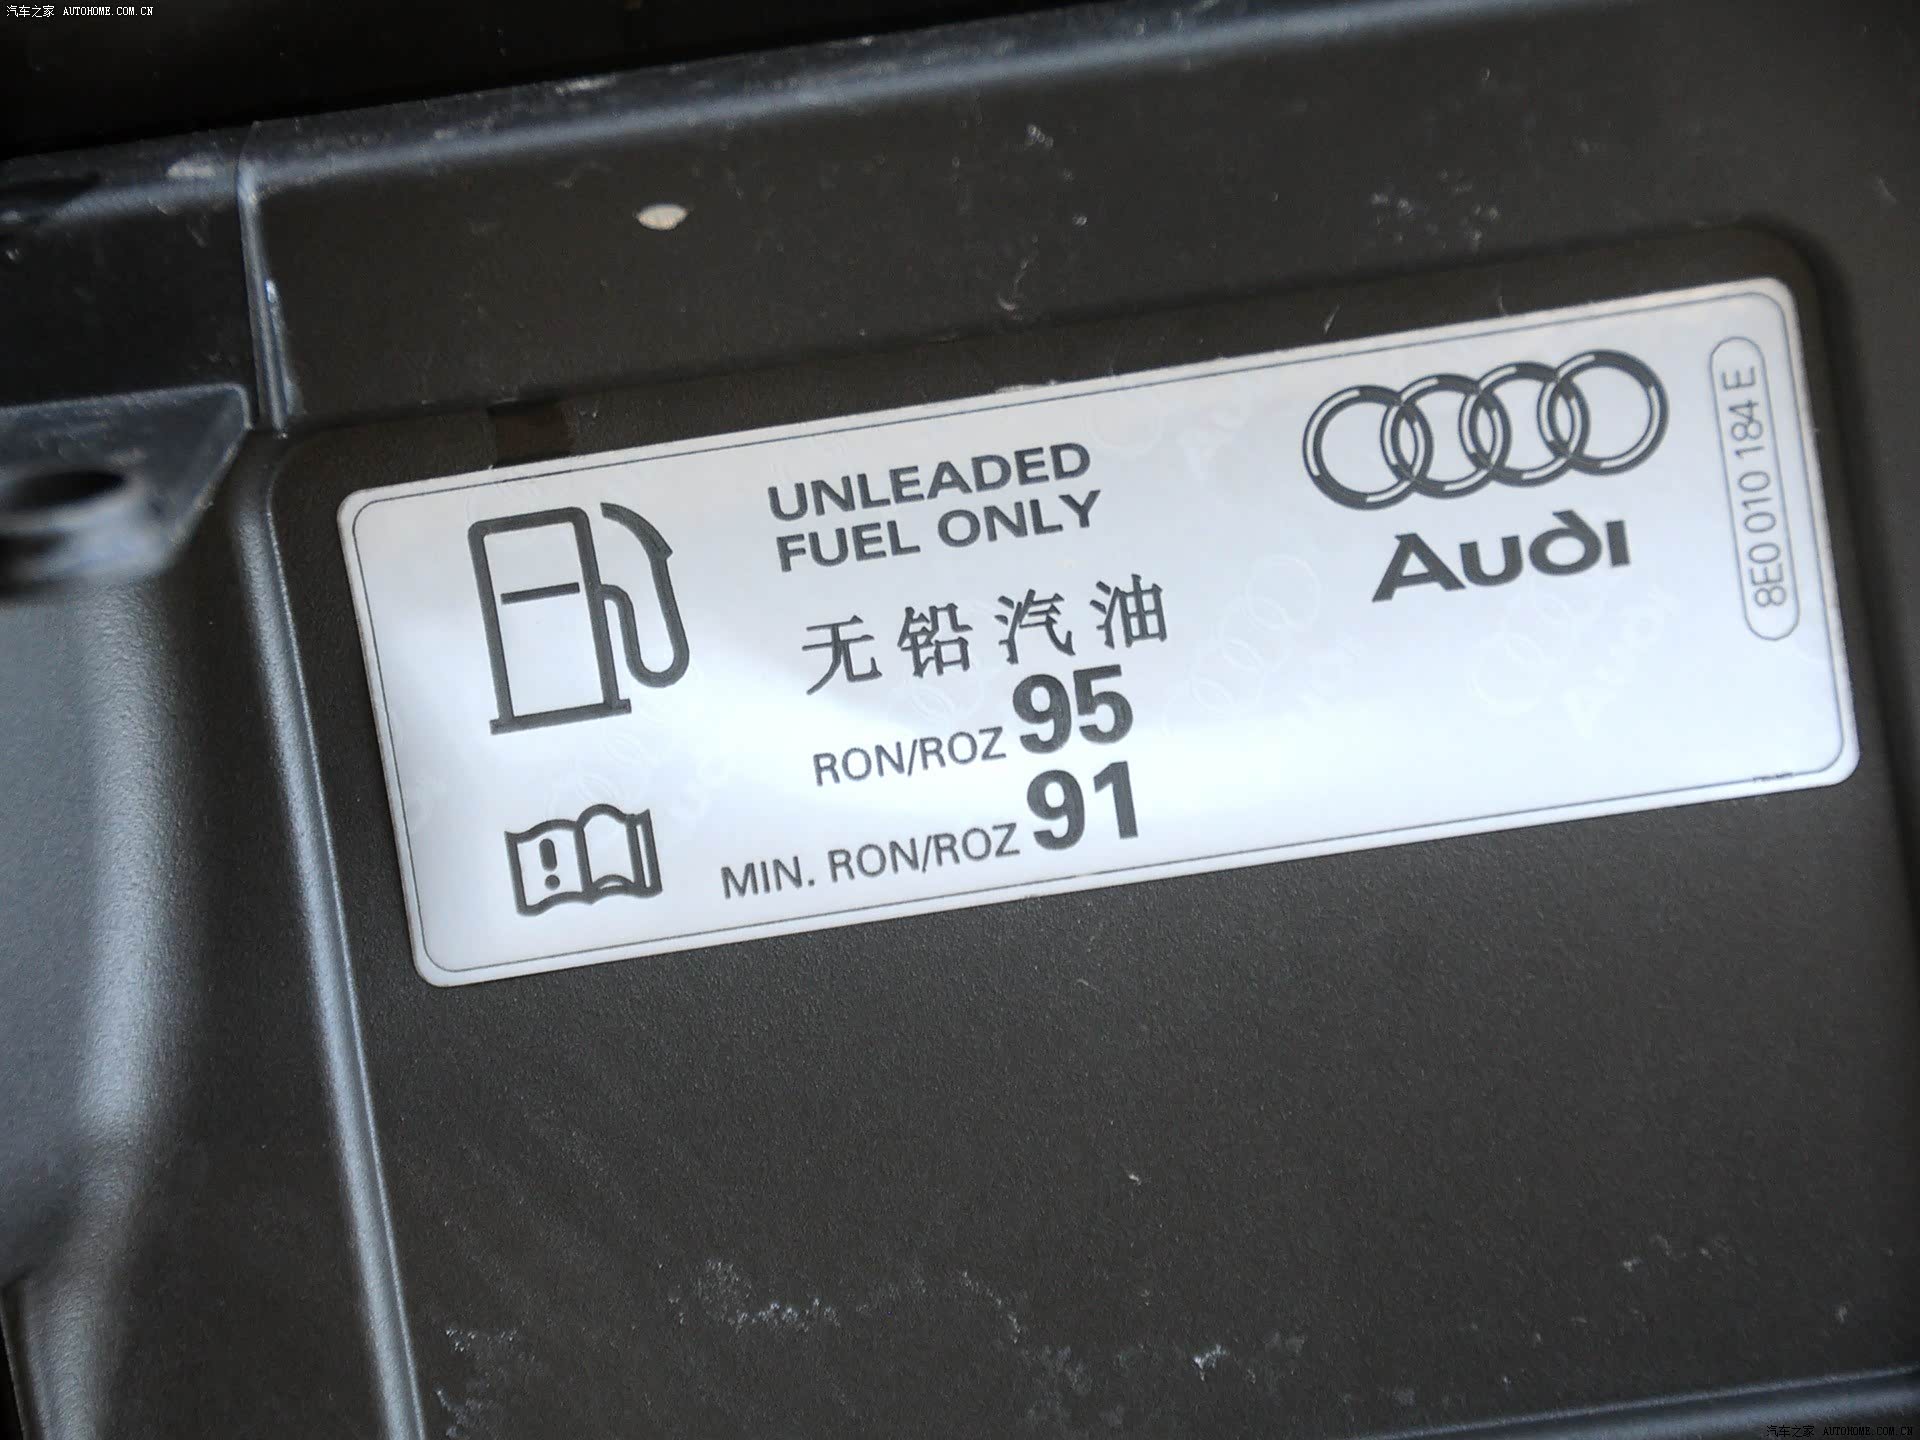 汽车之家 AUTOHOME.COM.CN
UNLEADED
FUEL ONLY
无铅汽油
RON/ROZ 95
MIN. RON/ROZ 91
Audi
8E0 010 184 E
汽车之家 AUTOHOME.COM.CN